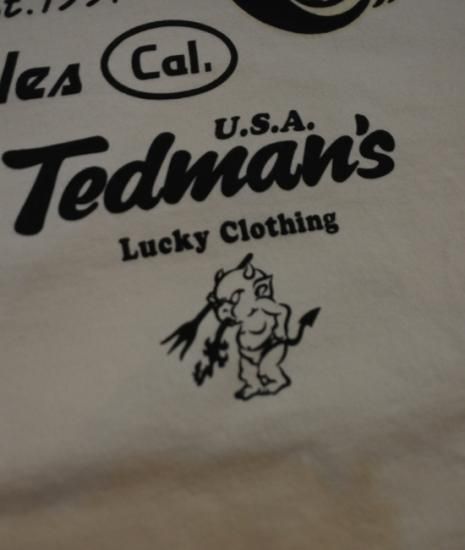 les Cal.
U.S.A.
Tedman's
Lucky Clothing